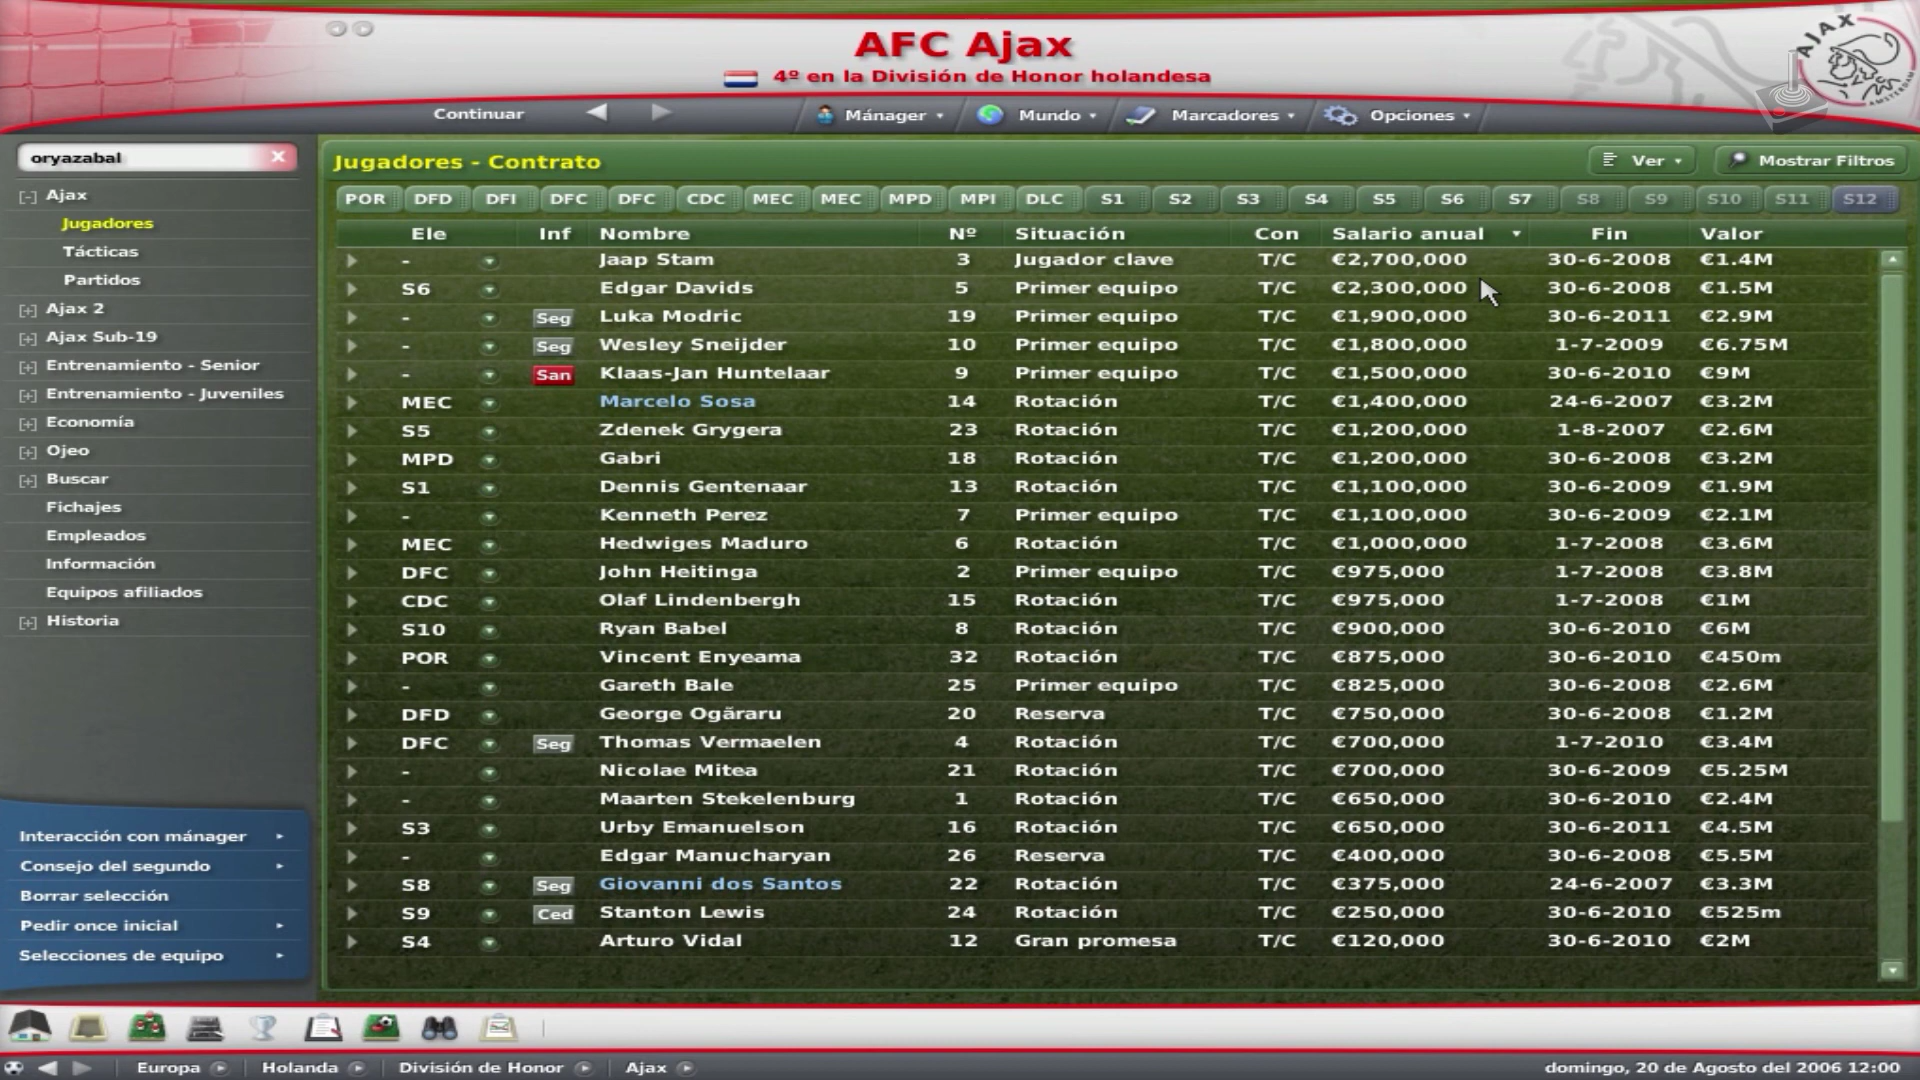 AFC Ajax
4º en la División de Honor holandesa
AJAX
AMSTERDAM
Continuar Mánager Mundo Marcadores Opciones
oryazabal
Jugadores - Contrato Ver Mostrar Filtros
[-] Ajax
Jugadores
Tácticas
Partidos
[+] Ajax 2
[+] Ajax Sub-19
[+] Entrenamiento - Senior
[+] Entrenamiento - Juveniles
[+] Economía
[+] Ojeo
[+] Buscar
Fichajes
Empleados
Información
Equipos afiliados
[+] Historia
Interacción con mánager
Consejo del segundo
Borrar selección
Pedir once inicial
Selecciones de equipo
POR DFD DFI DFC DFC CDC MEC MEC MPD MPI DLC S1 S2 S3 S4 S5 S6 S7 S8 S9 S10 S11 S12
Ele Inf Nombre Nº Situación Con Salario anual Fin Valor
- Jaap Stam 3 Jugador clave T/C €2,700,000 30-6-2008 €1.4M
S6 Edgar Davids 5 Primer equipo T/C €2,300,000 30-6-2008 €1.5M
- Seg Luka Modric 19 Primer equipo T/C €1,900,000 30-6-2011 €2.9M
- Seg Wesley Sneijder 10 Primer equipo T/C €1,800,000 1-7-2009 €6.75M
- San Klaas-Jan Huntelaar 9 Primer equipo T/C €1,500,000 30-6-2010 €9M
MEC Marcelo Sosa 14 Rotación T/C €1,400,000 24-6-2007 €3.2M
S5 Zdenek Grygera 23 Rotación T/C €1,200,000 1-8-2007 €2.6M
MPD Gabri 18 Rotación T/C €1,200,000 30-6-2008 €3.2M
S1 Dennis Gentenaar 13 Rotación T/C €1,100,000 30-6-2009 €1.9M
- Kenneth Perez 7 Primer equipo T/C €1,100,000 30-6-2009 €2.1M
MEC Hedwiges Maduro 6 Rotación T/C €1,000,000 1-7-2008 €3.6M
DFC John Heitinga 2 Primer equipo T/C €975,000 1-7-2008 €3.8M
CDC Olaf Lindenbergh 15 Rotación T/C €975,000 1-7-2008 €1M
S10 Ryan Babel 8 Rotación T/C €900,000 30-6-2010 €6M
POR Vincent Enyeama 32 Rotación T/C €875,000 30-6-2010 €450m
- Gareth Bale 25 Primer equipo T/C €825,000 30-6-2008 €2.6M
DFD George Ogăraru 20 Reserva T/C €750,000 30-6-2008 €1.2M
DFC Seg Thomas Vermaelen 4 Rotación T/C €700,000 1-7-2010 €3.4M
- Nicolae Mitea 21 Rotación T/C €700,000 30-6-2009 €5.25M
- Maarten Stekelenburg 1 Rotación T/C €650,000 30-6-2010 €2.4M
S3 Urby Emanuelson 16 Rotación T/C €650,000 30-6-2011 €4.5M
- Edgar Manucharyan 26 Reserva T/C €400,000 30-6-2008 €5.5M
S8 Seg Giovanni dos Santos 22 Rotación T/C €375,000 24-6-2007 €3.3M
S9 Ced Stanton Lewis 24 Rotación T/C €250,000 30-6-2010 €525m
S4 Arturo Vidal 12 Gran promesa T/C €120,000 30-6-2010 €2M
Europa Holanda División de Honor Ajax domingo, 20 de Agosto del 2006 12:00